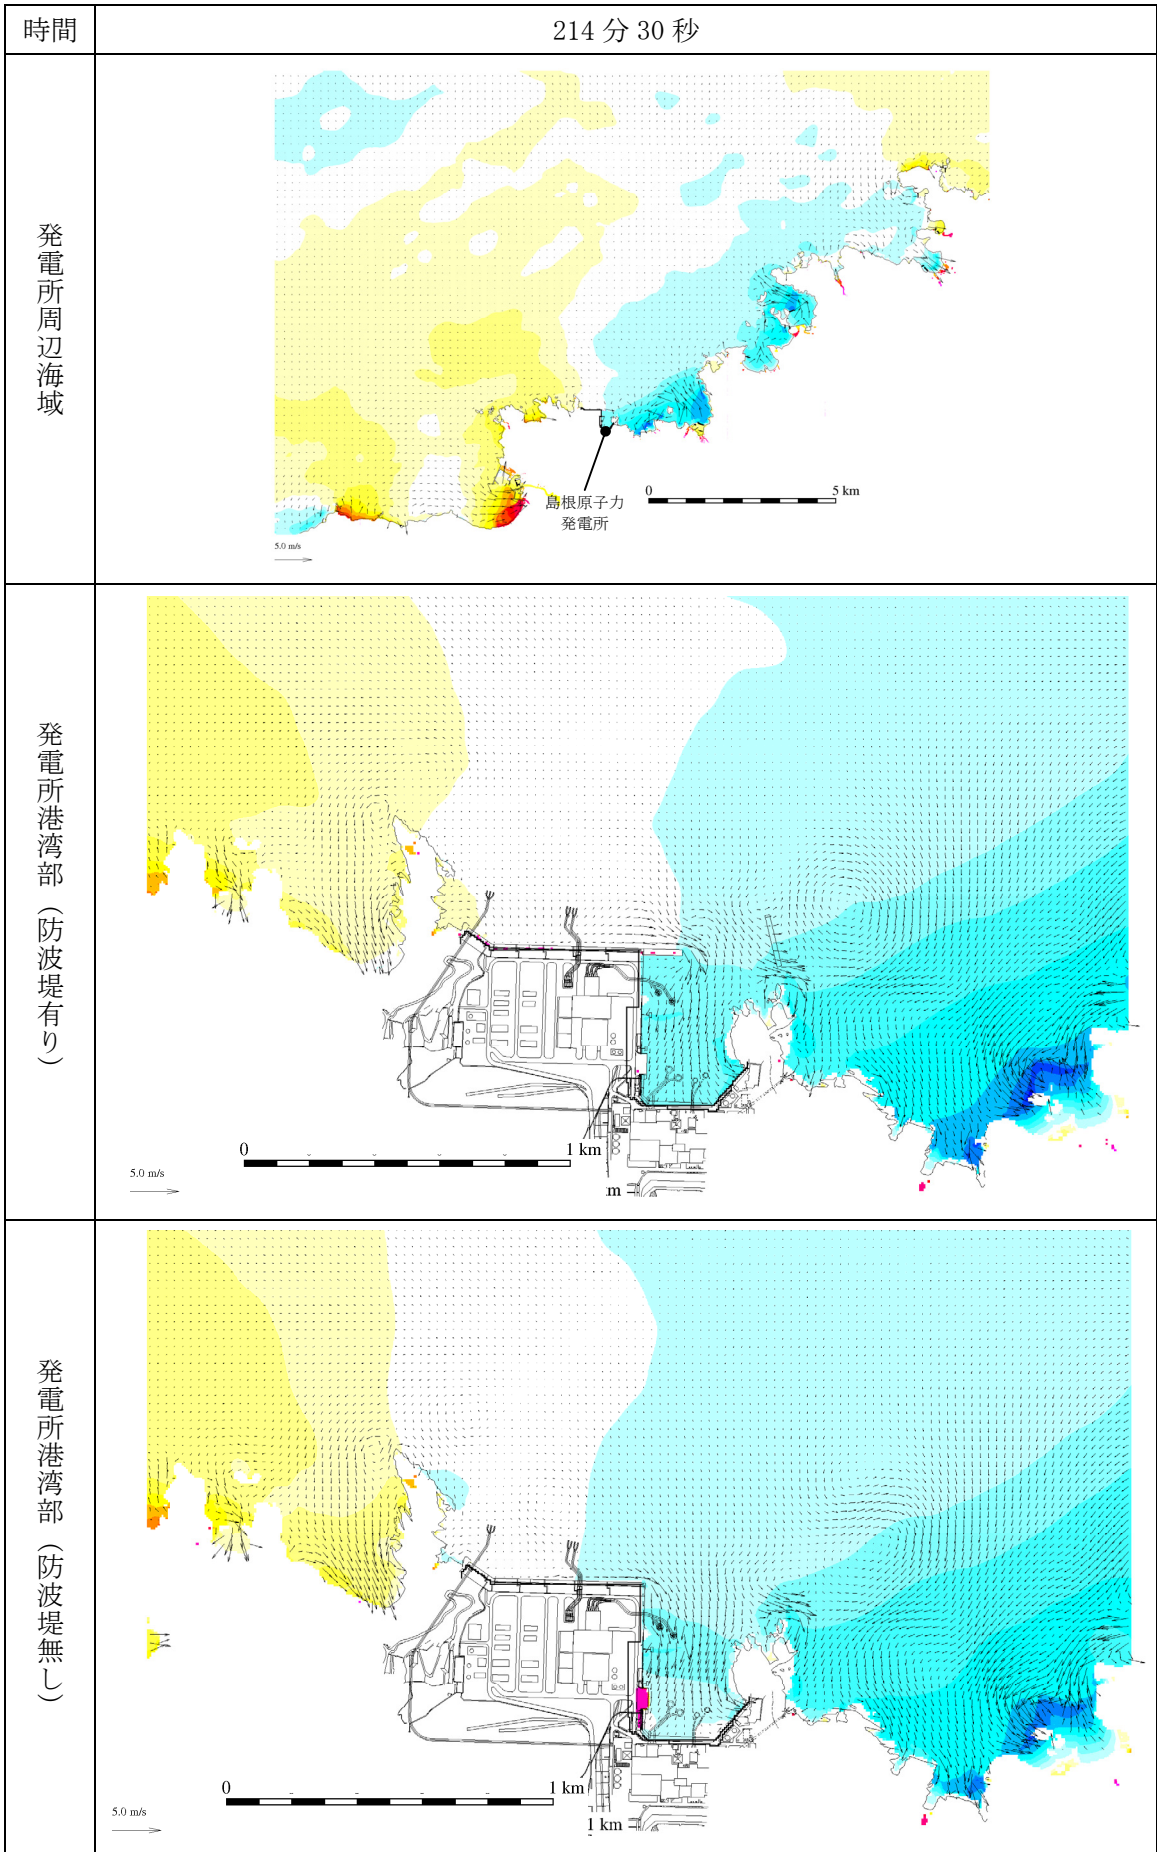 時間
214 分 30 秒
発電所周辺海域
島根原子力
発電所
0
5 km
5.0 m/s
発電所港湾部（防波堤有り）
0
1 km
5.0 m/s
m
発電所港湾部（防波堤無し）
0
1 km
5.0 m/s
1 km